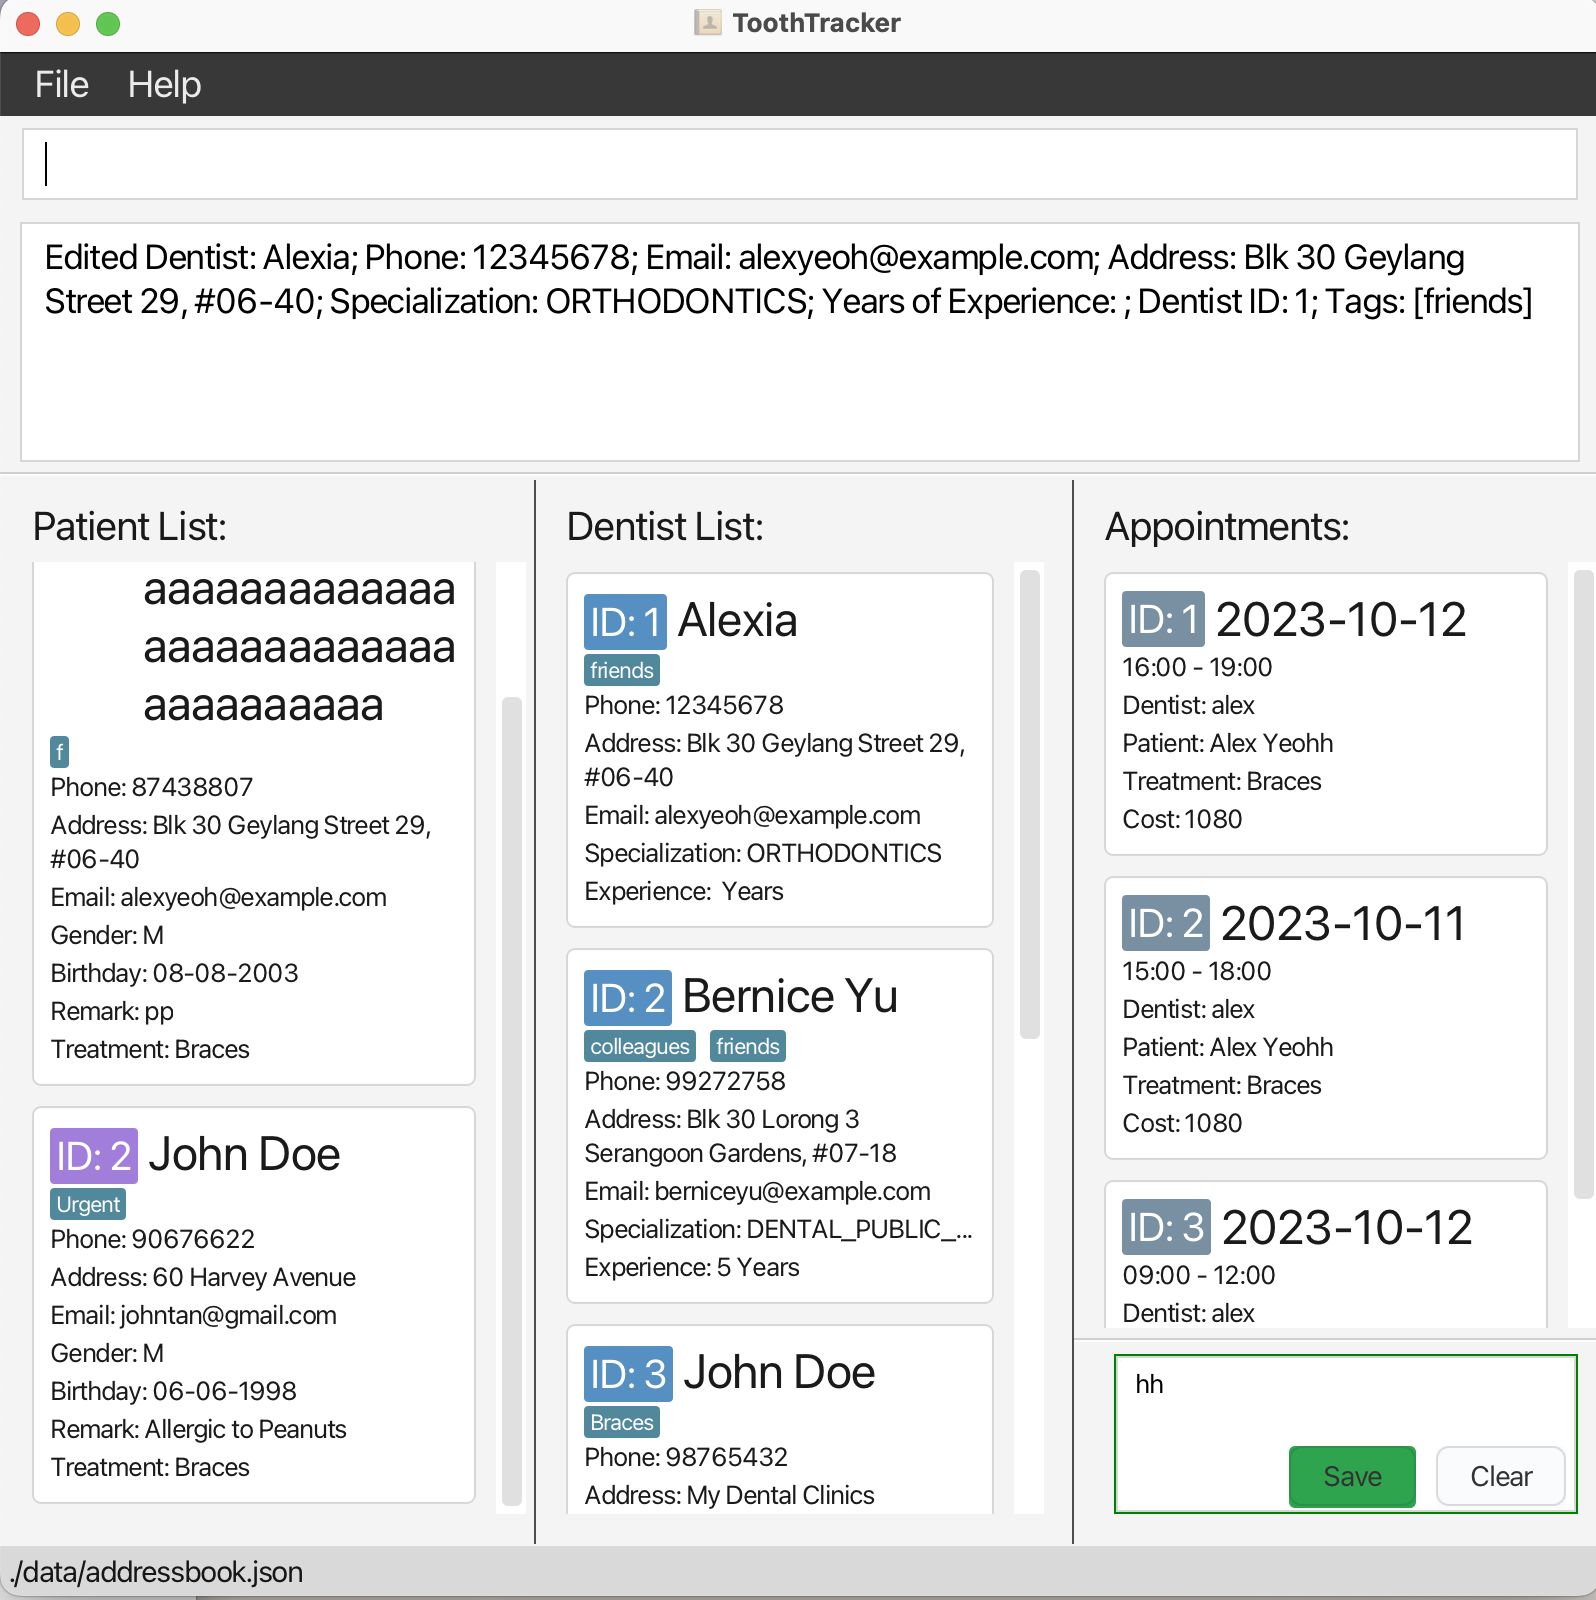 ToothTracker
File Help
Edited Dentist: Alexia; Phone: 12345678; Email: alexyeoh@example.com; Address: Blk 30 Geylang
Street 29, #06-40; Specialization: ORTHODONTICS; Years of Experience: ; Dentist ID: 1; Tags: [friends]
Patient List:
aaaaaaaaaaaaa
aaaaaaaaaaaaa
aaaaaaaaaa
f
Phone: 87438807
Address: Blk 30 Geylang Street 29,
#06-40
Email: alexyeoh@example.com
Gender: M
Birthday: 08-08-2003
Remark: pp
Treatment: Braces
ID: 2 John Doe
Urgent
Phone: 90676622
Address: 60 Harvey Avenue
Email: johntan@gmail.com
Gender: M
Birthday: 06-06-1998
Remark: Allergic to Peanuts
Treatment: Braces
Dentist List:
ID: 1 Alexia
friends
Phone: 12345678
Address: Blk 30 Geylang Street 29,
#06-40
Email: alexyeoh@example.com
Specialization: ORTHODONTICS
Experience:  Years
ID: 2 Bernice Yu
colleagues friends
Phone: 99272758
Address: Blk 30 Lorong 3
Serangoon Gardens, #07-18
Email: berniceyu@example.com
Specialization: DENTAL_PUBLIC_...
Experience: 5 Years
ID: 3 John Doe
Braces
Phone: 98765432
Address: My Dental Clinics
Appointments:
ID: 1 2023-10-12
16:00 - 19:00
Dentist: alex
Patient: Alex Yeohh
Treatment: Braces
Cost: 1080
ID: 2 2023-10-11
15:00 - 18:00
Dentist: alex
Patient: Alex Yeohh
Treatment: Braces
Cost: 1080
ID: 3 2023-10-12
09:00 - 12:00
Dentist: alex
hh
Save Clear
./data/addressbook.json